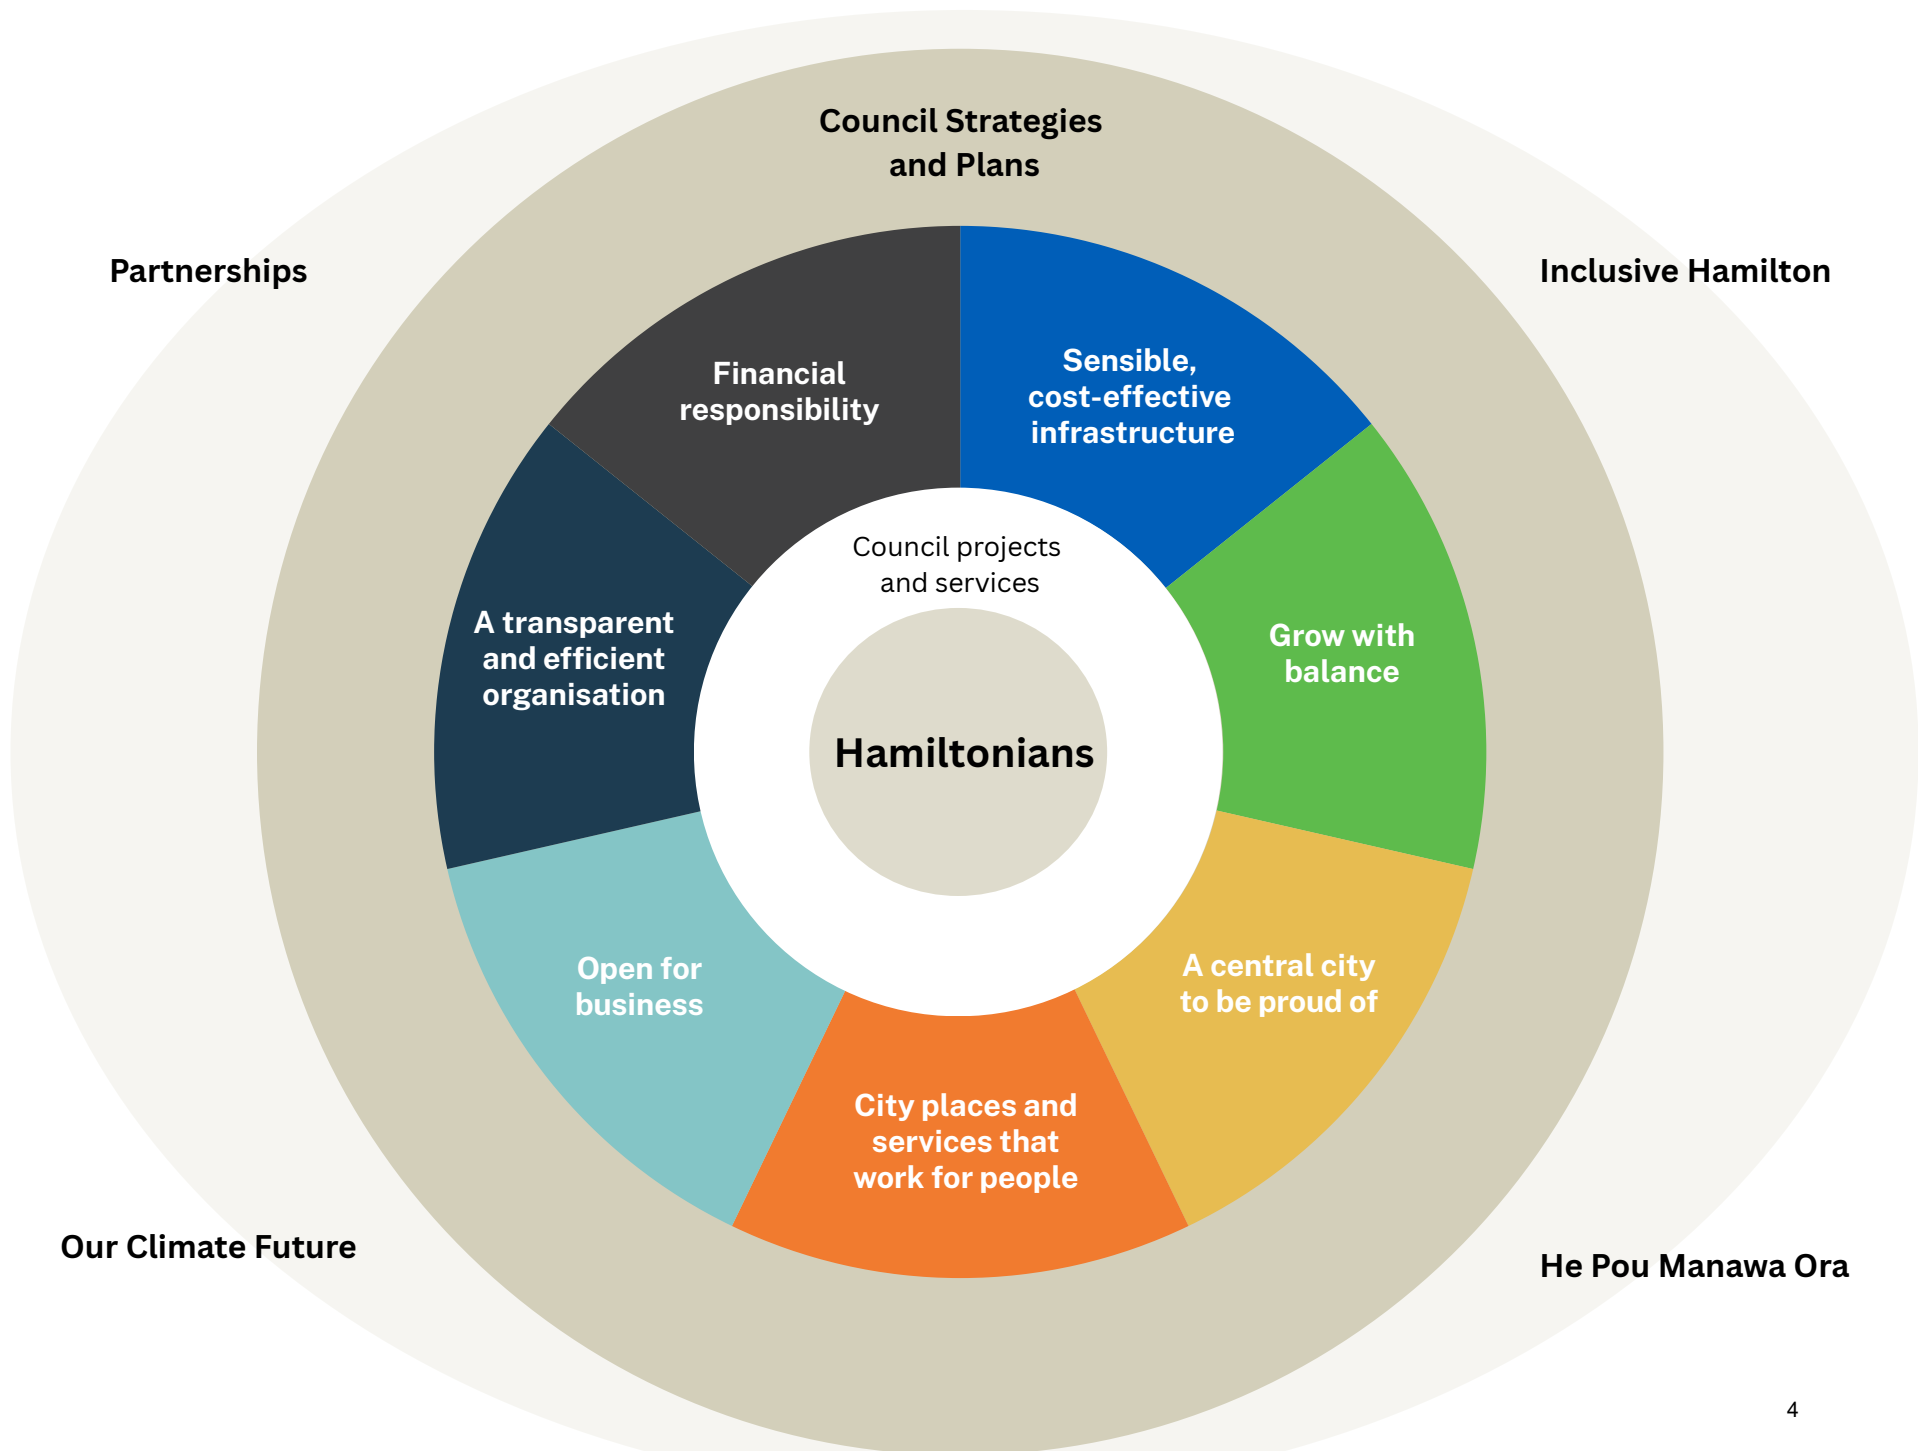 Council Strategies
and Plans
Partnerships
Inclusive Hamilton
Financial
responsibility
Sensible,
cost-effective
infrastructure
Council projects
and services
A transparent
and efficient
organisation
Grow with
balance
Hamiltonians
Open for
business
A central city
to be proud of
City places and
services that
work for people
Our Climate Future
He Pou Manawa Ora
4